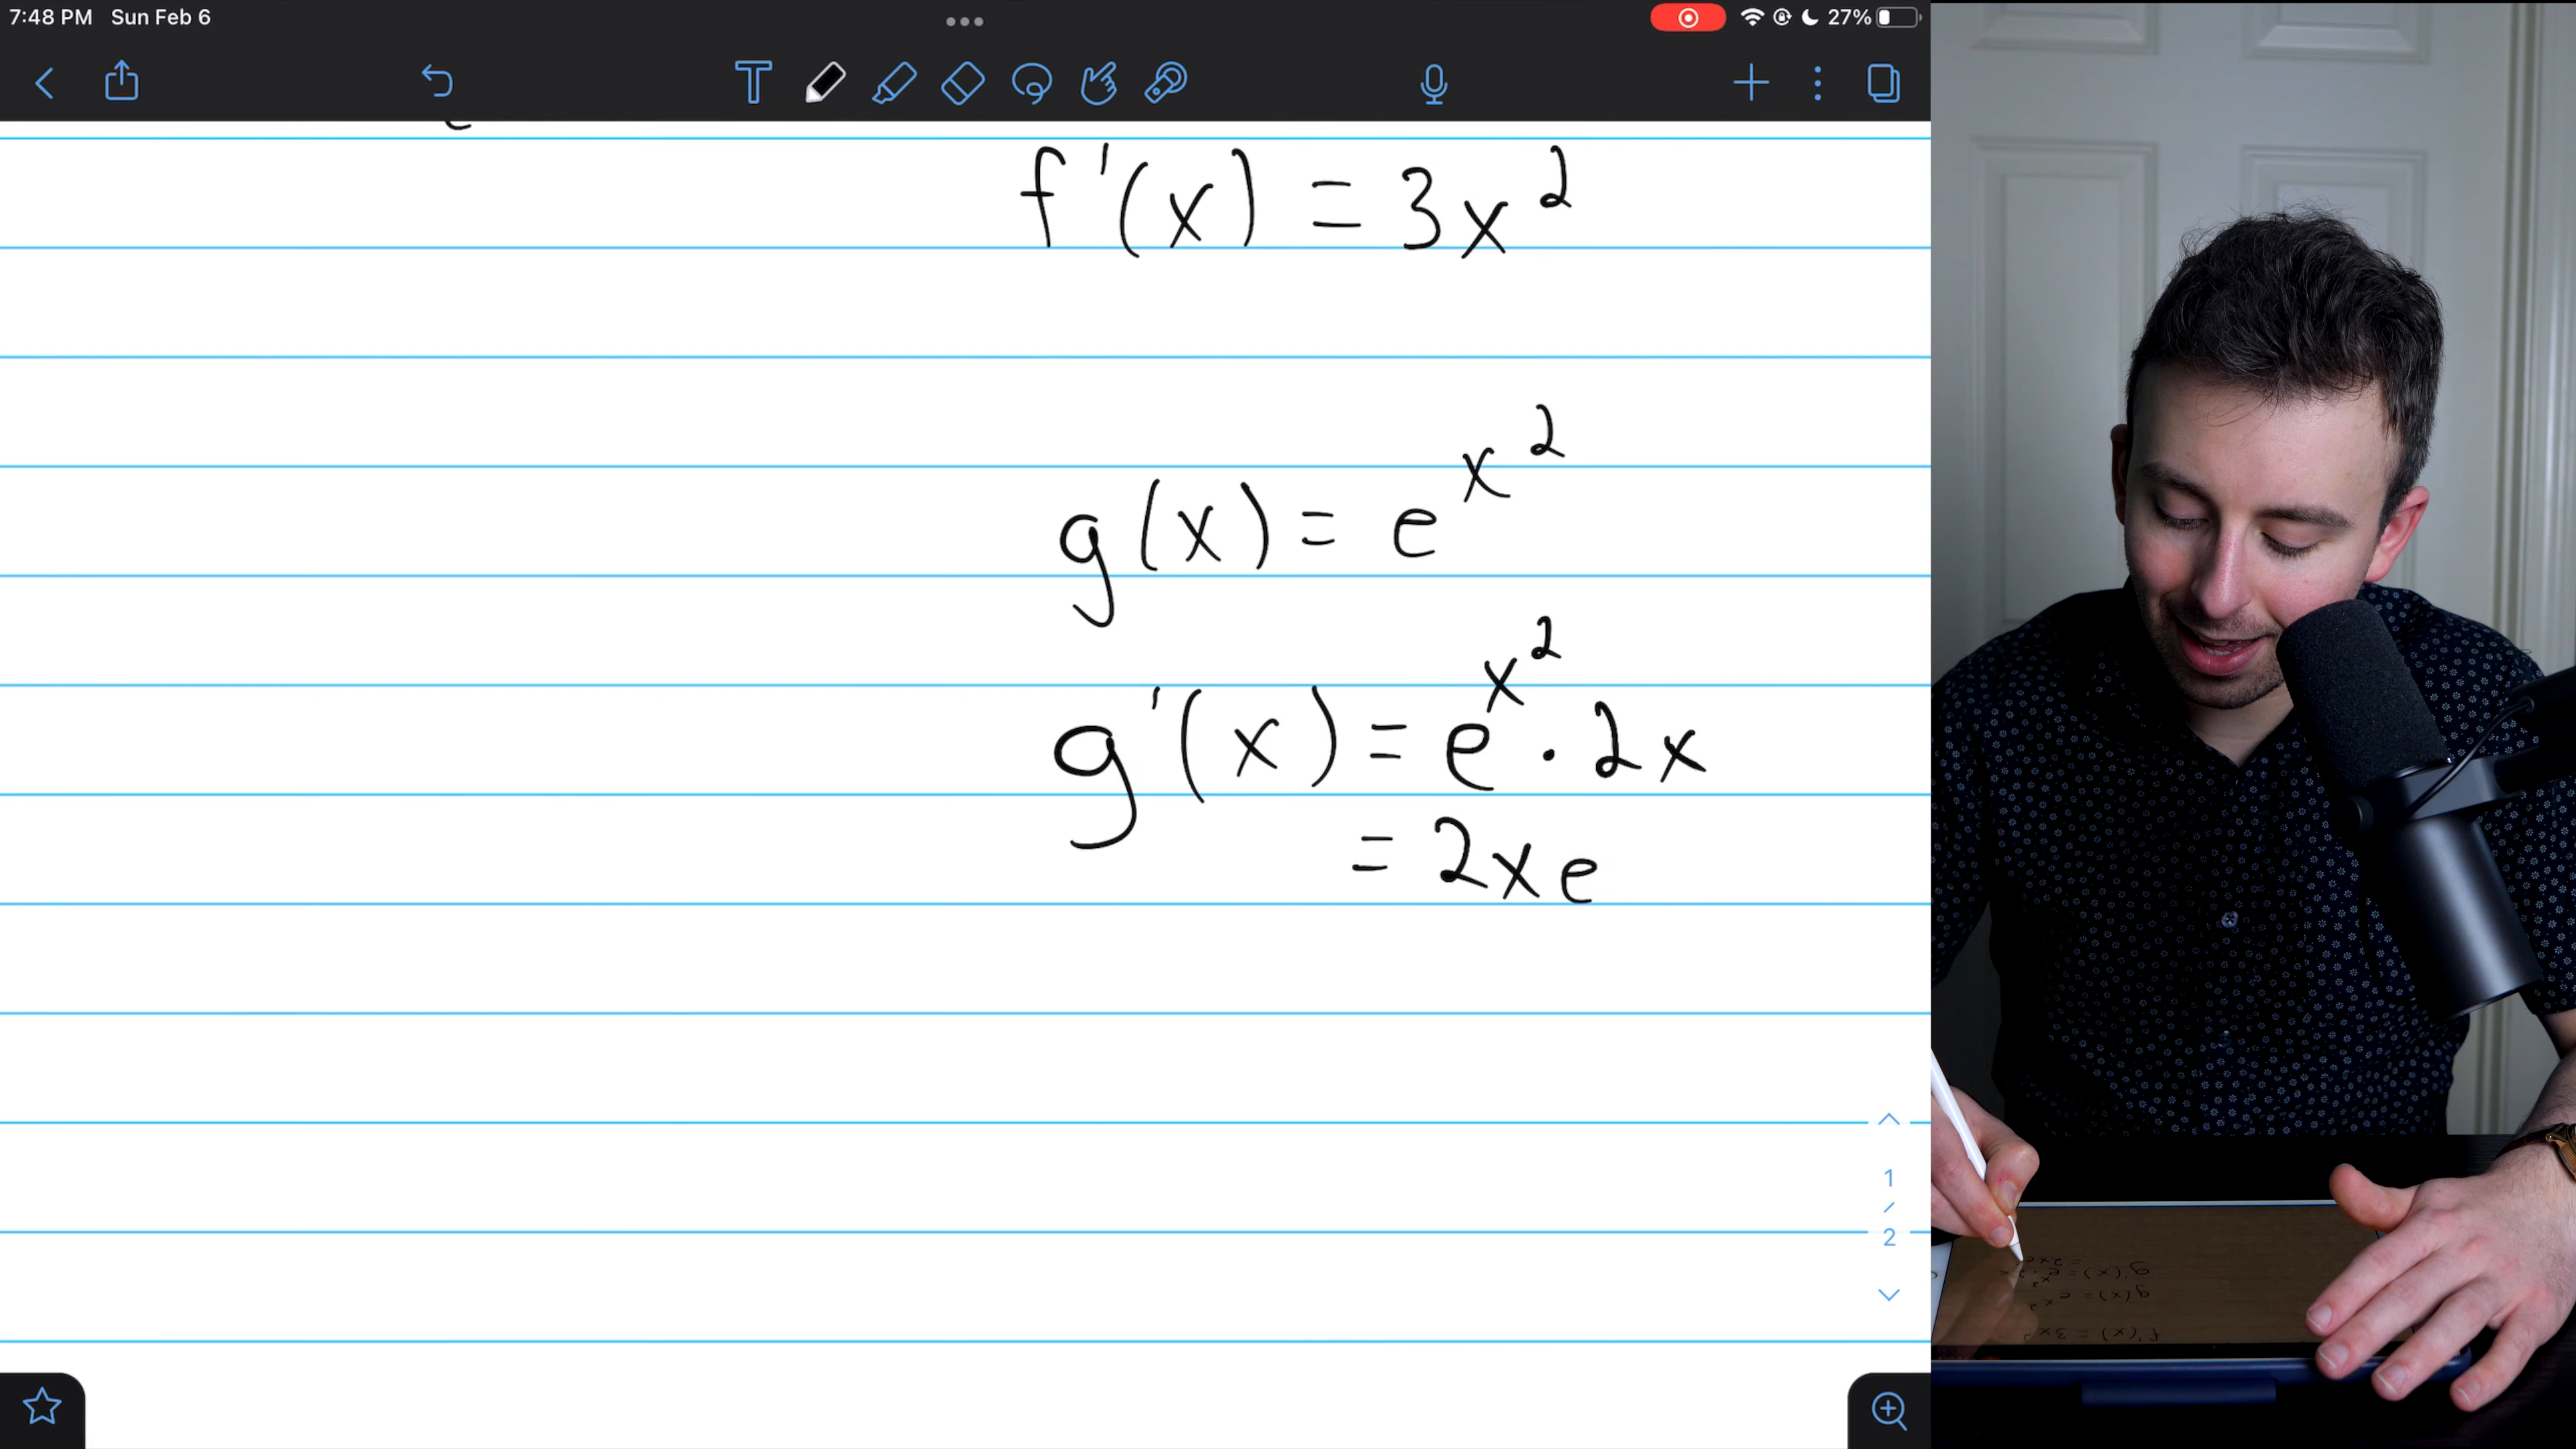 7:48 PM Sun Feb 6
27%
f'(x) = 3x²
g(x) = e^x²
g'(x) = e^x² · 2x
= 2xe
1
/
2